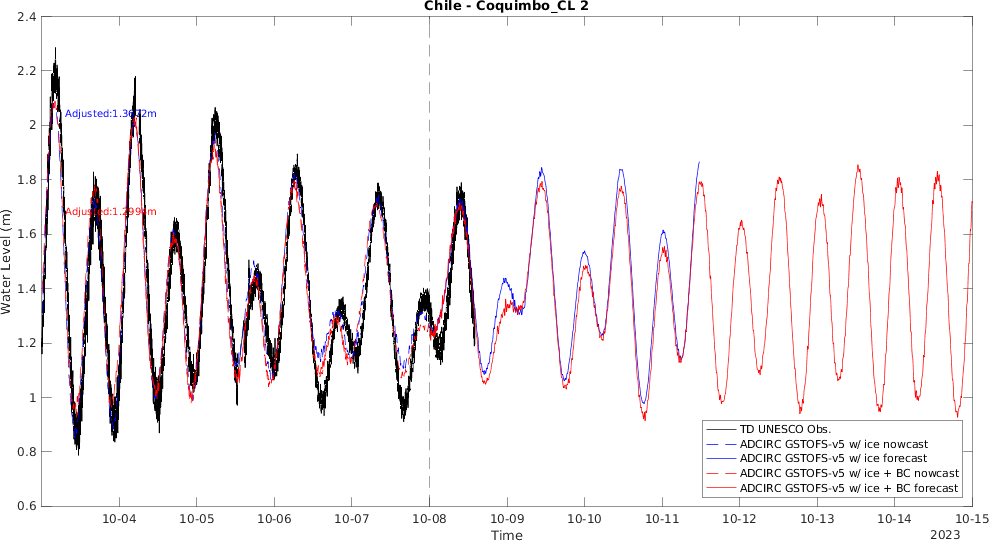 Chile - Coquimbo_CL 2
2.4
2.2
2
1.8
1.6
1.4
1.2
1
0.8
0.6
Water Level (m)
Adjusted:1.3672m
TD UNESCO Obs.
ADCIRC GSTOFS-v5 w/ ice nowcast
ADCIRC GSTOFS-v5 w/ ice forecast
ADCIRC GSTOFS-v5 w/ ice + BC nowcast
ADCIRC GSTOFS-v5 w/ ice + BC forecast
10-04 10-05 10-06 10-07 10-08 10-09 10-10 10-11 10-12 10-13 10-14 10-15
Time
2023